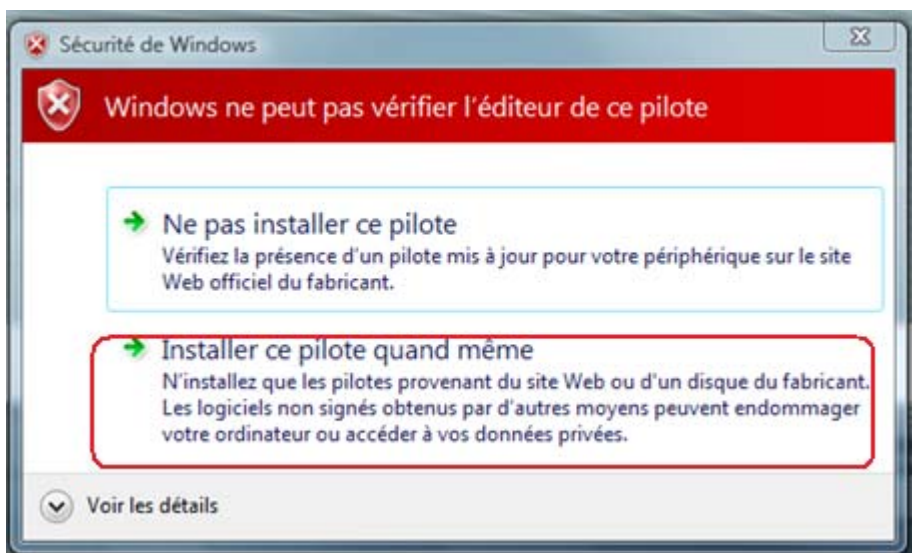 Sécurité de Windows
Windows ne peut pas vérifier l'éditeur de ce pilote
Ne pas installer ce pilote
Vérifiez la présence d'un pilote mis à jour pour votre périphérique sur le site
Web officiel du fabricant.
Installer ce pilote quand même
N'installez que les pilotes provenant du site Web ou d'un disque du fabricant.
Les logiciels non signés obtenus par d'autres moyens peuvent endommager
votre ordinateur ou accéder à vos données privées.
Voir les détails